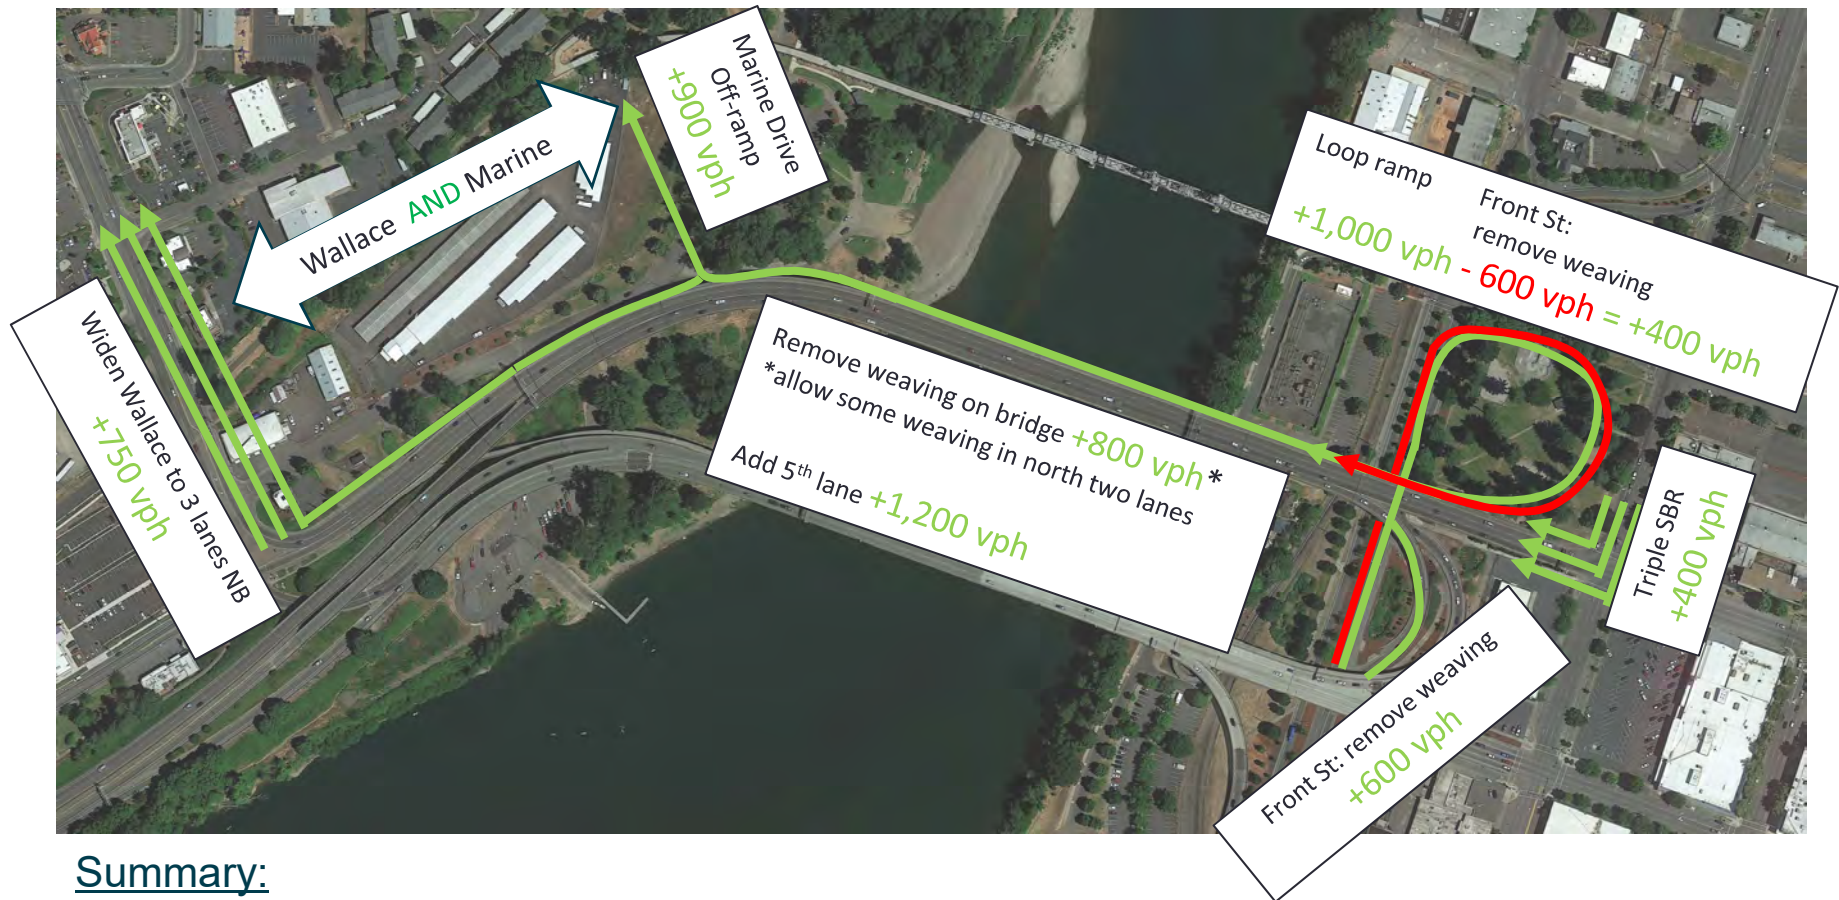 Marine Drive
Off-ramp
+900 vph
Wallace AND Marine
Widen Wallace to 3 lanes NB
+750 vph
Remove weaving on bridge +800 vph*
*allow some weaving in north two lanes
Add 5th lane +1,200 vph
Loop ramp
Front St:
remove weaving
+1,000 vph - 600 vph = +400 vph
Triple SBR
+400 vph
Front St: remove weaving
+600 vph
Summary: